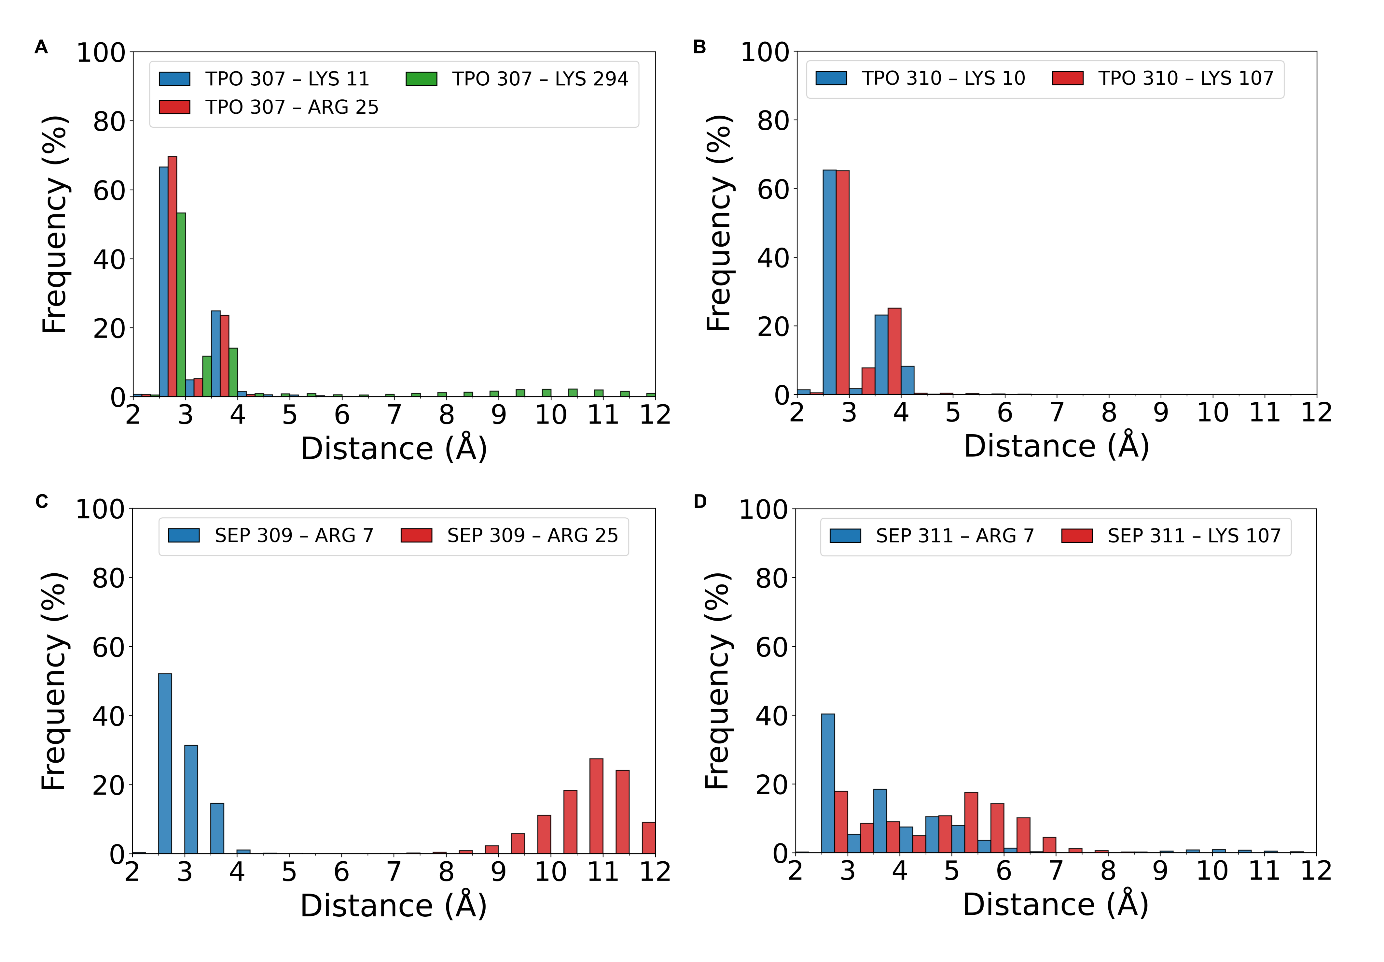 A
100
80
60
40
20
0
Frequency (%)
TPO 307 – LYS 11
TPO 307 – ARG 25
TPO 307 – LYS 294
2 3 4 5 6 7 8 9 10 11 12
Distance (Å)
B
100
80
60
40
20
0
Frequency (%)
TPO 310 – LYS 10
TPO 310 – LYS 107
2 3 4 5 6 7 8 9 10 11 12
Distance (Å)
C
100
80
60
40
20
0
Frequency (%)
SEP 309 – ARG 7
SEP 309 – ARG 25
2 3 4 5 6 7 8 9 10 11 12
Distance (Å)
D
100
80
60
40
20
0
Frequency (%)
SEP 311 – ARG 7
SEP 311 – LYS 107
2 3 4 5 6 7 8 9 10 11 12
Distance (Å)